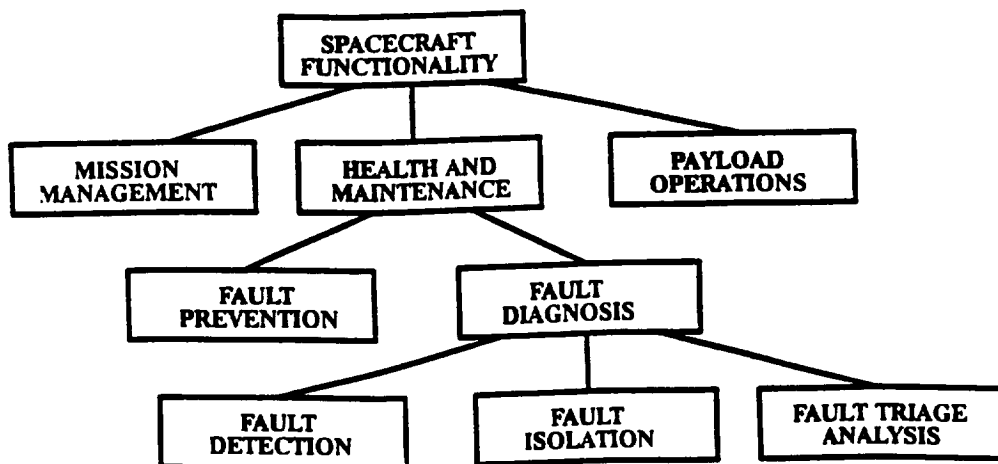 SPACECRAFT
FUNCTIONALITY
MISSION
MANAGEMENT
HEALTH AND
MAINTENANCE
PAYLOAD
OPERATIONS
FAULT
PREVENTION
FAULT
DIAGNOSIS
FAULT
DETECTION
FAULT
ISOLATION
FAULT TRIAGE
ANALYSIS